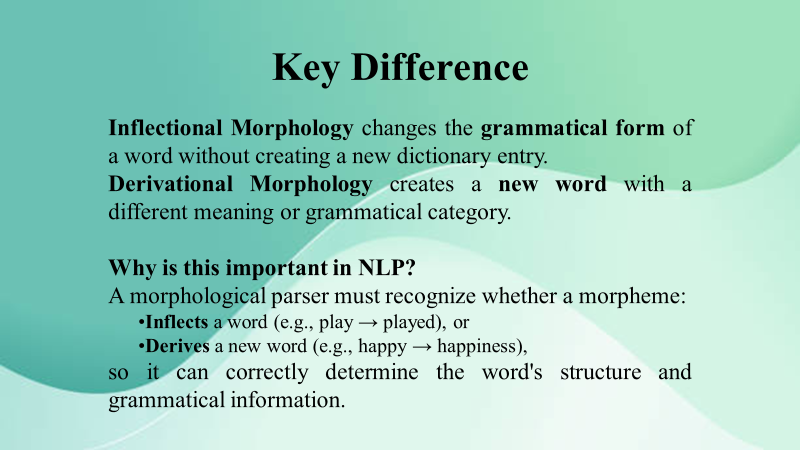 Key Difference
Inflectional Morphology changes the grammatical form of
a word without creating a new dictionary entry.
Derivational Morphology creates a new word with a
different meaning or grammatical category.
Why is this important in NLP?
A morphological parser must recognize whether a morpheme:
•Inflects a word (e.g., play → played), or
•Derives a new word (e.g., happy → happiness),
so it can correctly determine the word's structure and
grammatical information.